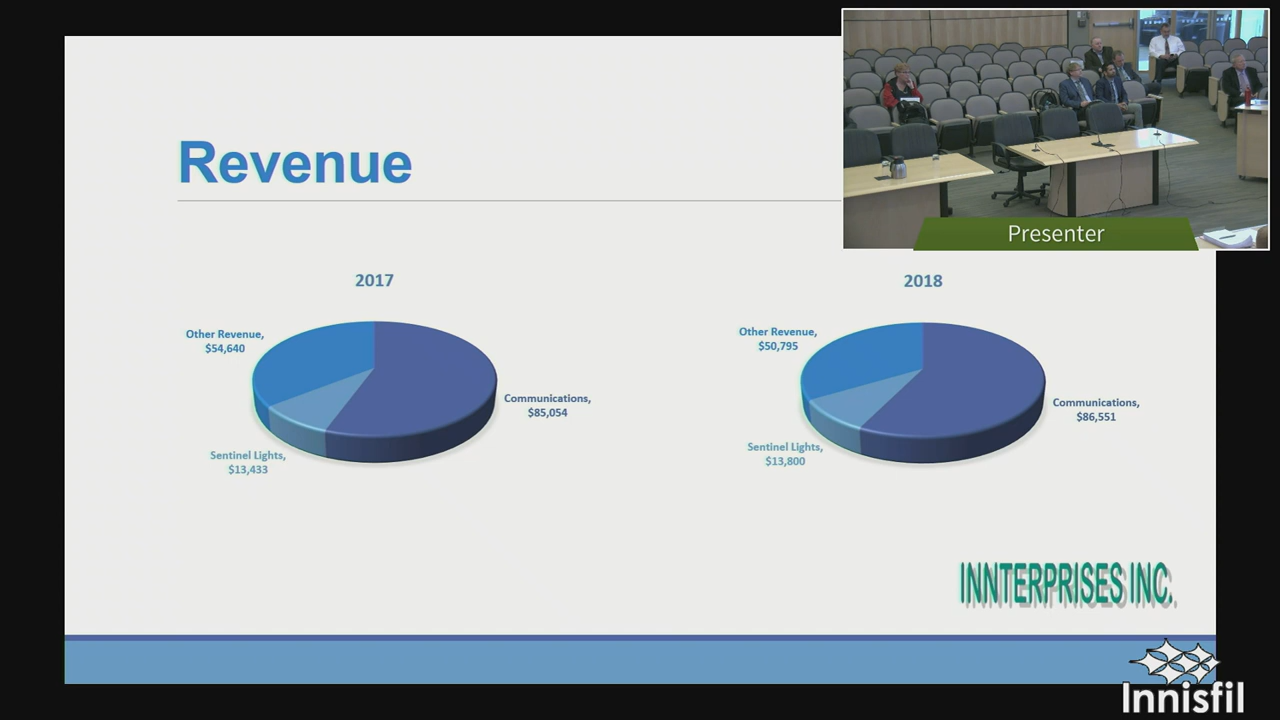 Revenue
Presenter
2017
Other Revenue,
$54,640
Communications,
$85,054
Sentinel Lights,
$13,433
2018
Other Revenue,
$50,795
Communications,
$86,551
Sentinel Lights,
$13,800
INNTERPRISES INC.
Innisfil